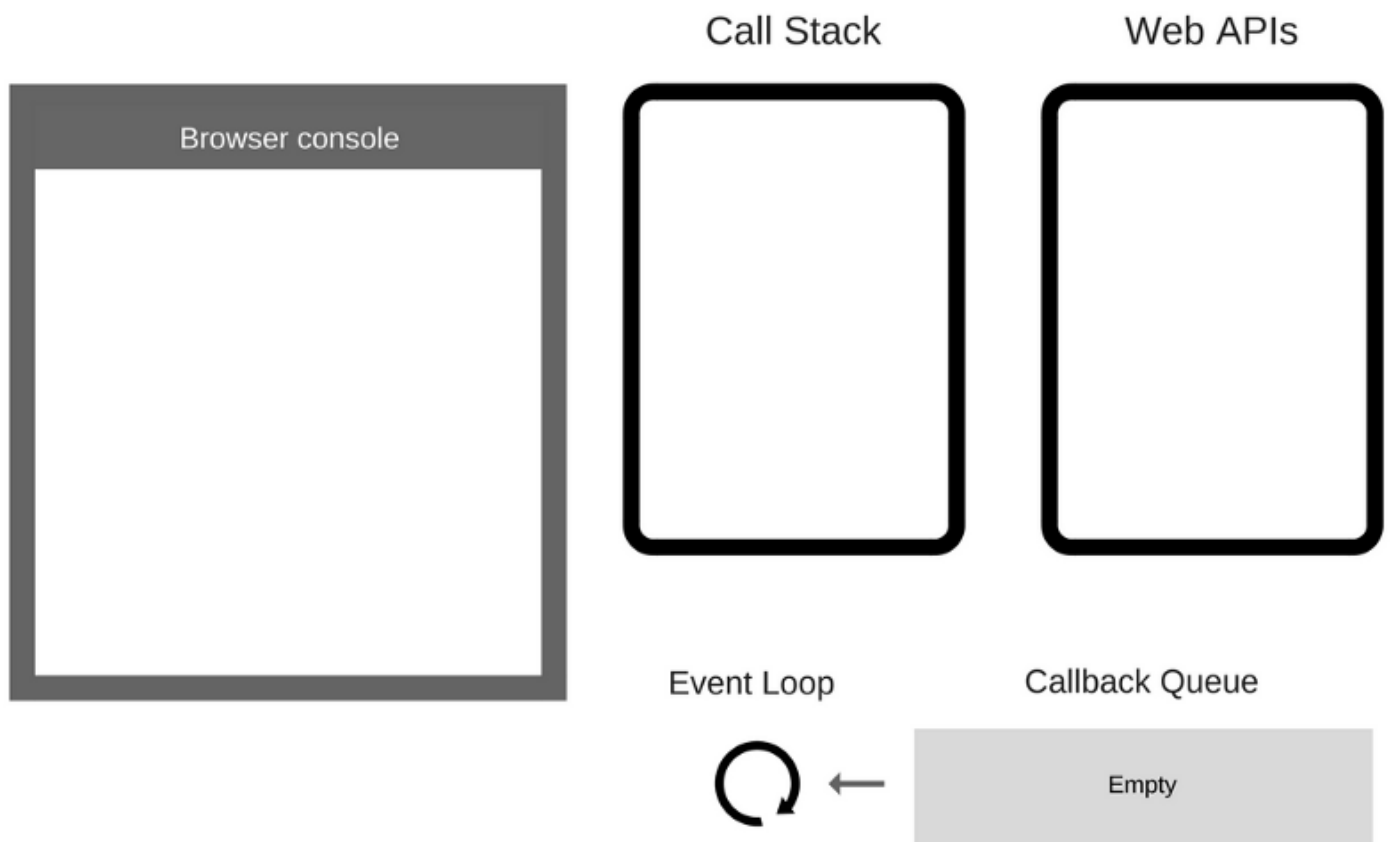 Call Stack
Web APIs
Browser console
Event Loop
Callback Queue
Empty